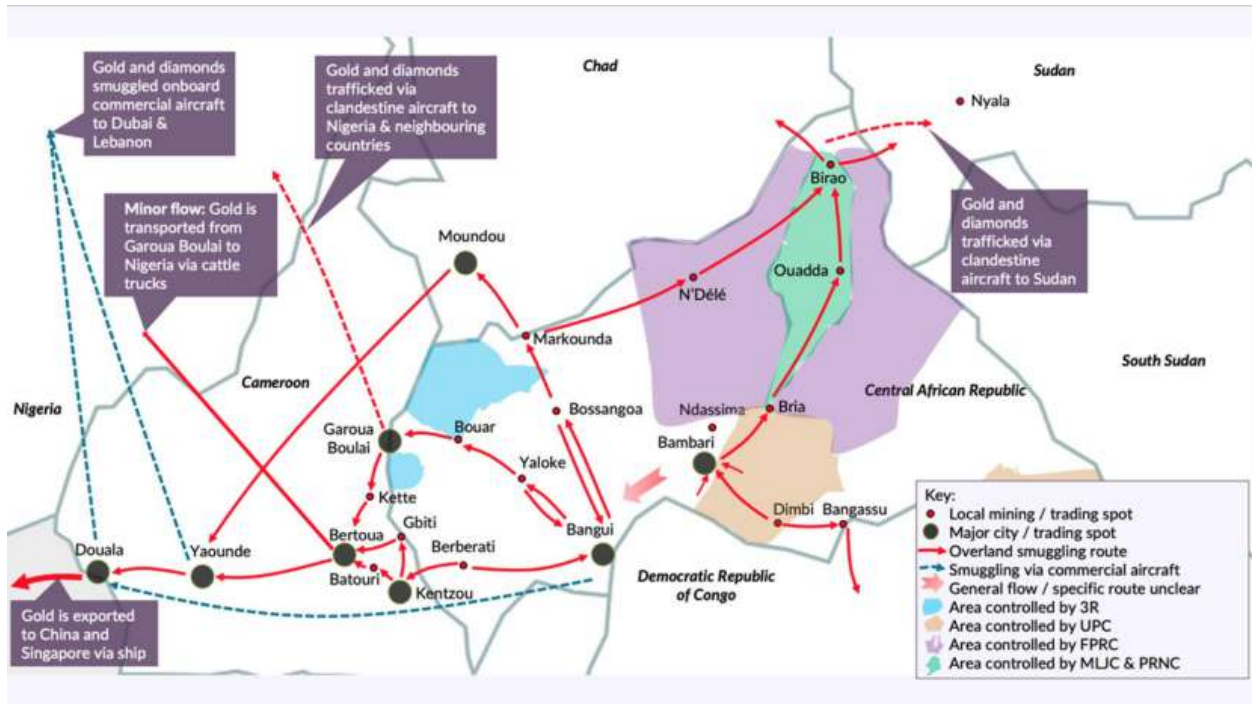 Gold and diamonds
smuggled onboard
commercial aircraft
to Dubai &
Lebanon
Gold and diamonds
trafficked via
clandestine aircraft to
Nigeria & neighbouring
countries
Chad
Sudan
Nyala
Minor flow: Gold is
transported from
Garoua Boulai to
Nigeria via cattle
trucks
Birao
Gold and
diamonds
trafficked via
clandestine
aircraft to Sudan
Moundou
Ouadda
N'Délé
Markounda
South Sudan
Cameroon
Central African Republic
Nigeria
Bossangoa
Bria
Ndassima
Garoua
Boulai
Bouar
Bambari
Yaloke
Kette
Dimbi
Bangassu
Gbiti
Bangui
Bertoua
Berberati
Douala
Yaounde
Batouri
Kentzou
Democratic Republic
of Congo
Gold is exported
to China and
Singapore via ship
Key:
Local mining / trading spot
Major city / trading spot
Overland smuggling route
Smuggling via commercial aircraft
General flow / specific route unclear
Area controlled by 3R
Area controlled by UPC
Area controlled by FPRC
Area controlled by MLJC & PRNC